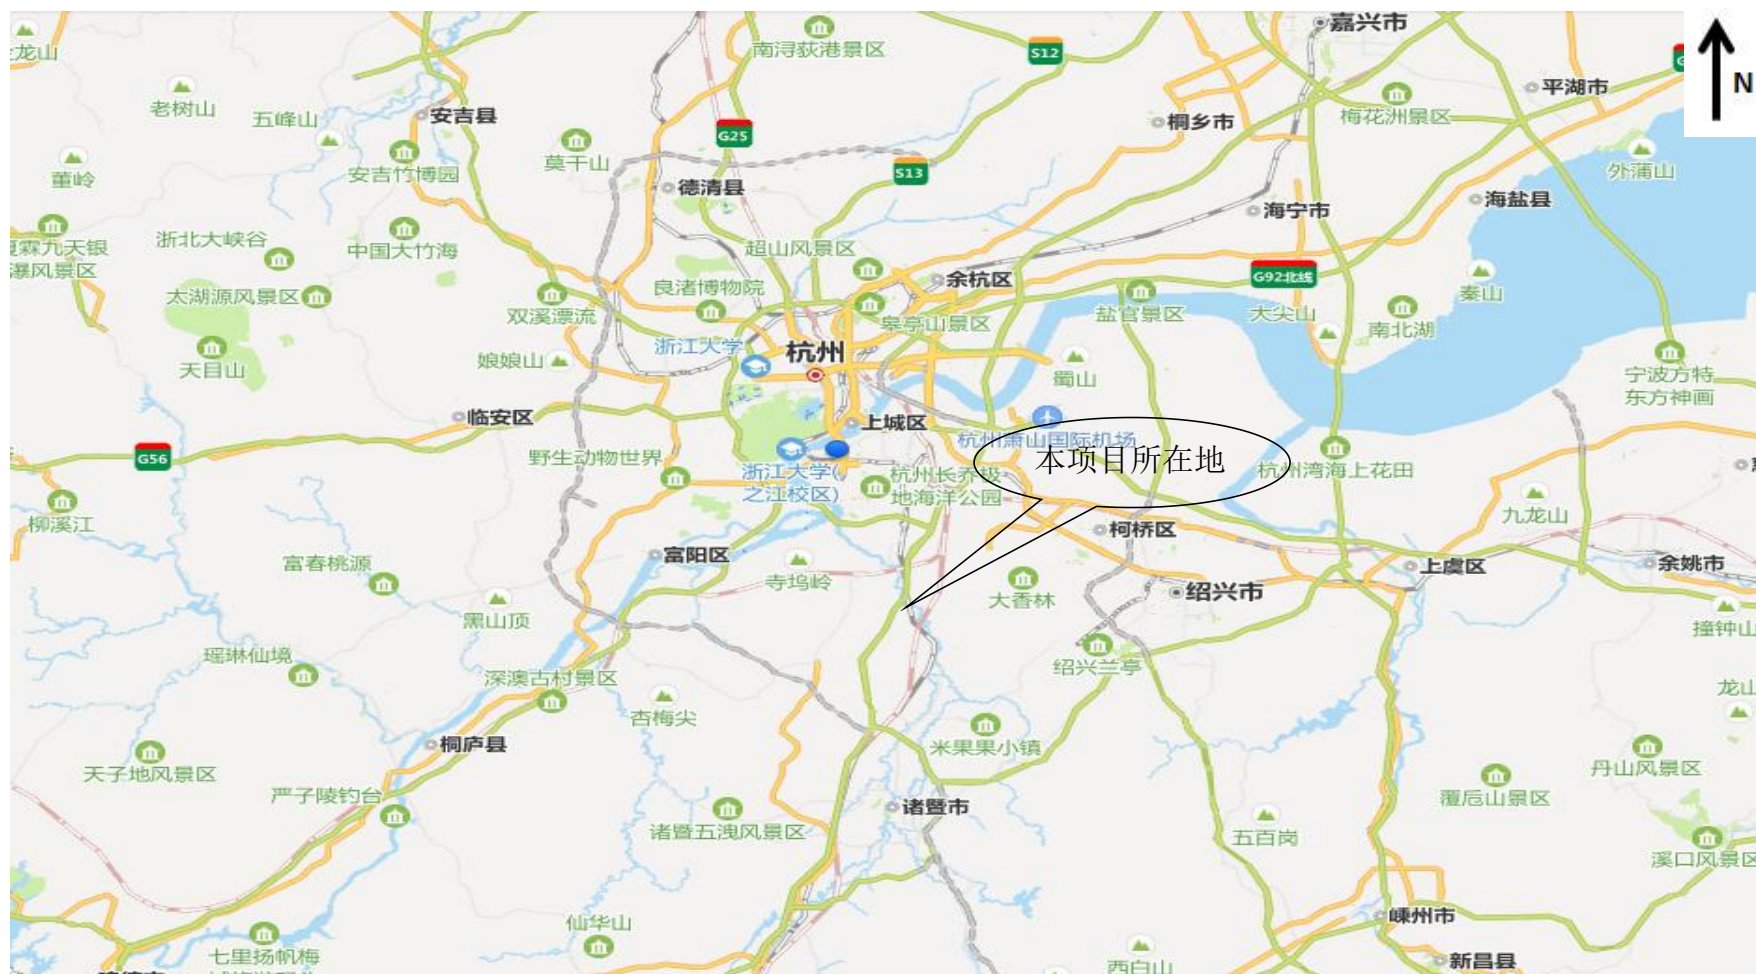 嘉兴市
南浔荻港景区
S12
龙山
平湖市
N
老树山
安吉县
五峰山
梅花洲景区
桐乡市
G25
莫干山
安吉竹博园
S13
外蒲山
董岭
德清县
海盐县
海宁市
浙北大峡谷
九天银
瀑风景区
中国大竹海
超山风景区
余杭区
G92北线
良渚博物院
太湖源风景区
秦山
双溪漂流
皋亭山景区
盐官景区
大尖山
南北湖
浙江大学
杭州
娘娘山
天目山
蜀山
宁波方特
东方神画
临安区
上城区
杭州萧山国际机场
本项目所在地
G56
野生动物世界
浙江大学(
之江校区)
杭州长乔极
地海洋公园
杭州湾海上花田
柳溪江
九龙山
柯桥区
富阳区
富春桃源
寺坞岭
上虞区
余姚市
大香林
绍兴市
黑山顶
撞钟山
瑶琳仙境
绍兴兰亭
深澳古村景区
龙山
杏梅尖
桐庐县
米果果小镇
天子地风景区
丹山风景区
严子陵钓台
覆卮山景区
诸暨市
诸暨五泄风景区
五百岗
溪口风景区
仙华山
嵊州市
七里扬帆梅
西白山
新昌县